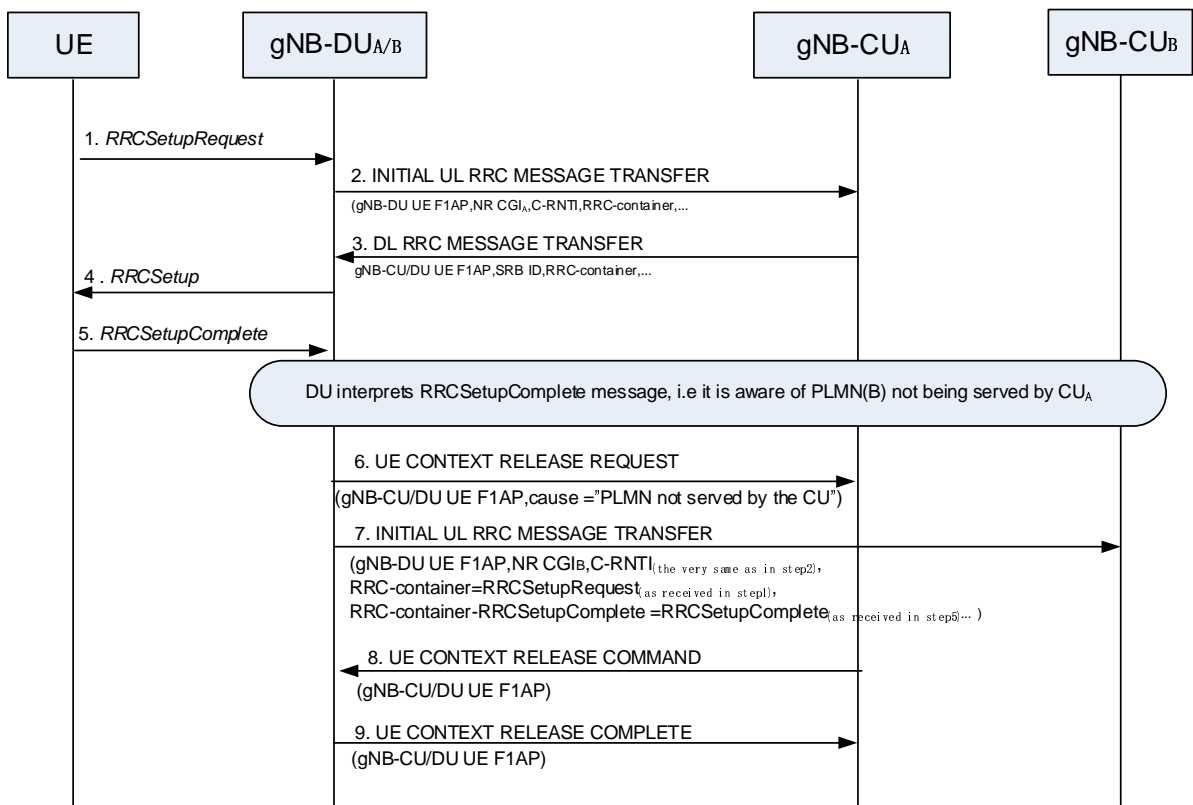 UE
gNB-DUA/B
gNB-CUA
gNB-CUB
1. RRCSetupRequest
2. INITIAL UL RRC MESSAGE TRANSFER
(gNB-DU UE F1AP,NR CGIA,C-RNTI,RRC-container,...
3. DL RRC MESSAGE TRANSFER
gNB-CU/DU UE F1AP,SRB ID,RRC-container,...
4 . RRCSetup
5. RRCSetupComplete
DU interprets RRCSetupComplete message, i.e it is aware of PLMN(B) not being served by CUA
6. UE CONTEXT RELEASE REQUEST
(gNB-CU/DU UE F1AP,cause =”PLMN not served by the CU”)
7. INITIAL UL RRC MESSAGE TRANSFER
(gNB-DU UE F1AP,NR CGIB,C-RNTI(the very same as in step2),
RRC-container=RRCSetupRequest(as received in step1),
RRC-container-RRCSetupComplete =RRCSetupComplete(as received in step5)… )
8. UE CONTEXT RELEASE COMMAND
(gNB-CU/DU UE F1AP)
9. UE CONTEXT RELEASE COMPLETE
(gNB-CU/DU UE F1AP)